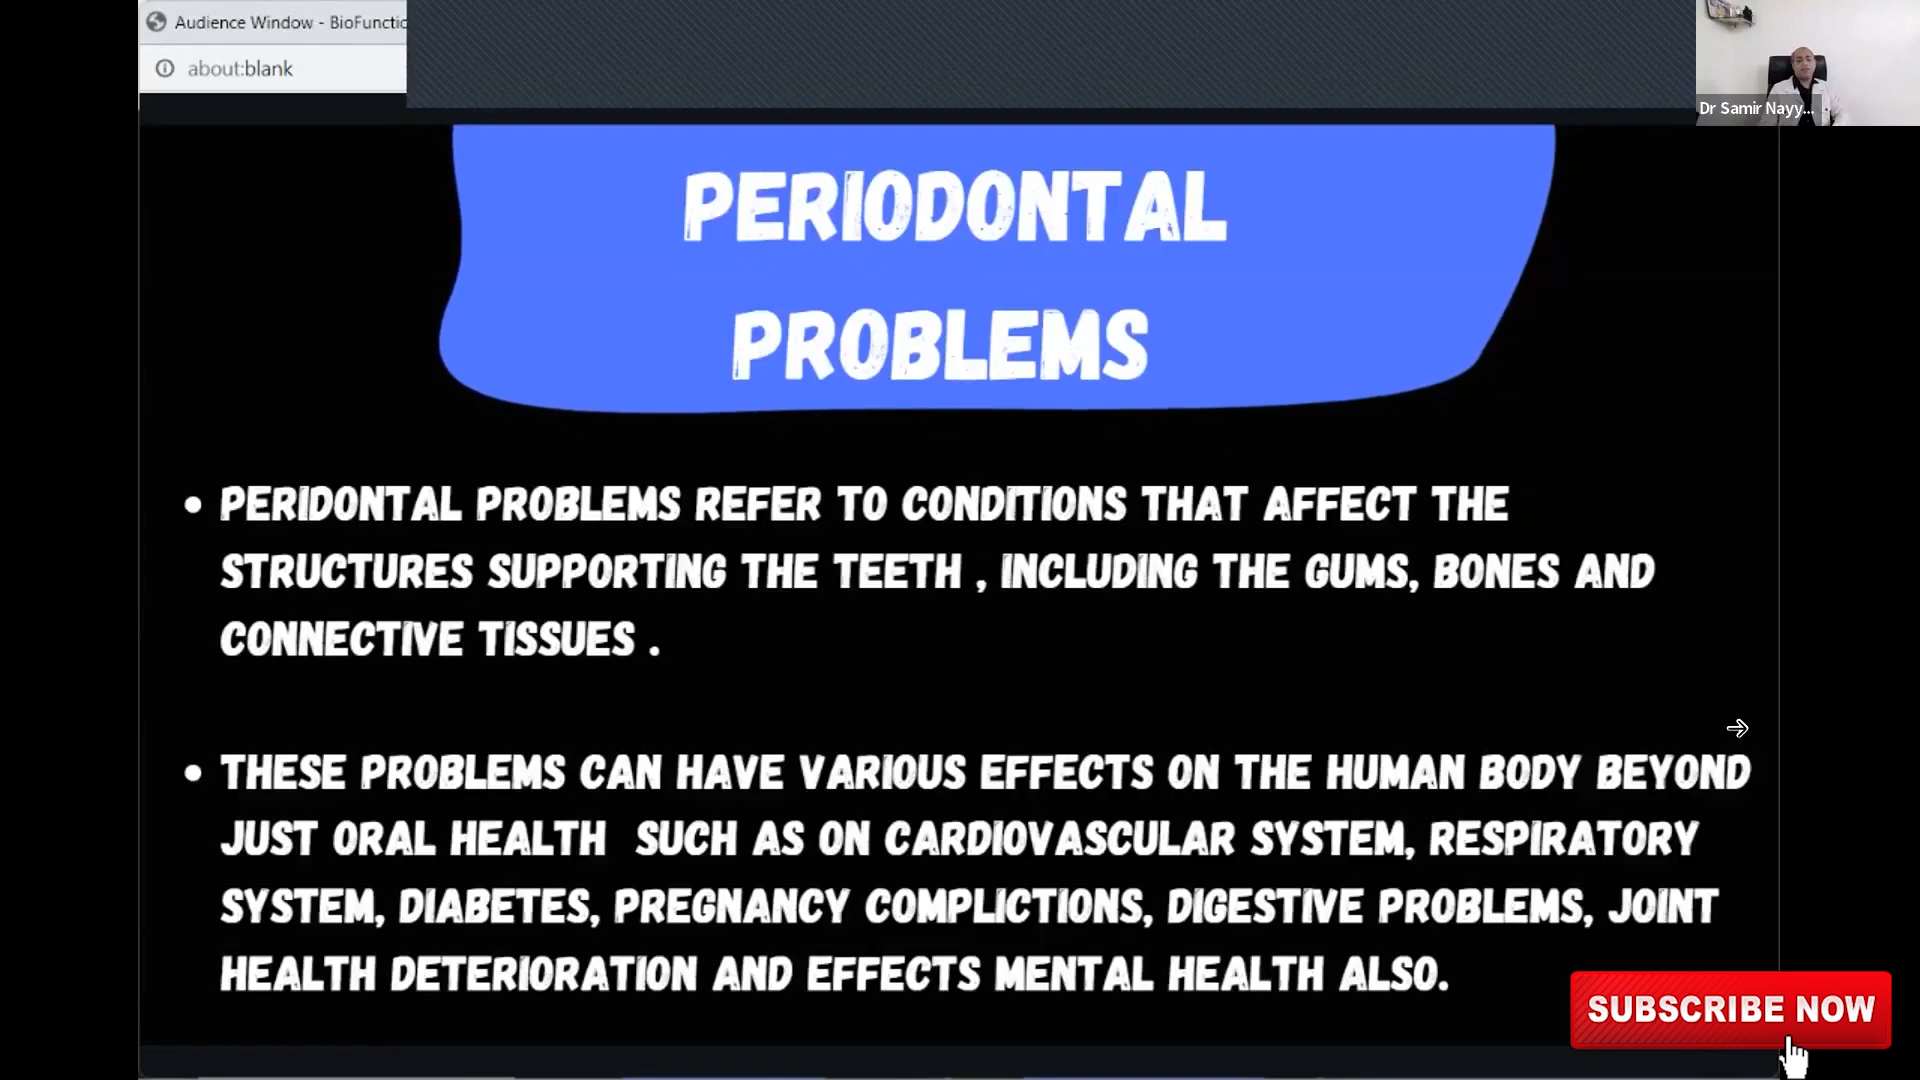 Audience Window - BioFunctio
about:blank
Dr Samir Nayy...
PERIODONTAL
PROBLEMS
• PERIDONTAL PROBLEMS REFER TO CONDITIONS THAT AFFECT THE
STRUCTURES SUPPORTING THE TEETH , INCLUDING THE GUMS, BONES AND
CONNECTIVE TISSUES .
• THESE PROBLEMS CAN HAVE VARIOUS EFFECTS ON THE HUMAN BODY BEYOND
JUST ORAL HEALTH SUCH AS ON CARDIOVASCULAR SYSTEM, RESPIRATORY
SYSTEM, DIABETES, PREGNANCY COMPLICTIONS, DIGESTIVE PROBLEMS, JOINT
HEALTH DETERIORATION AND EFFECTS MENTAL HEALTH ALSO.
SUBSCRIBE NOW